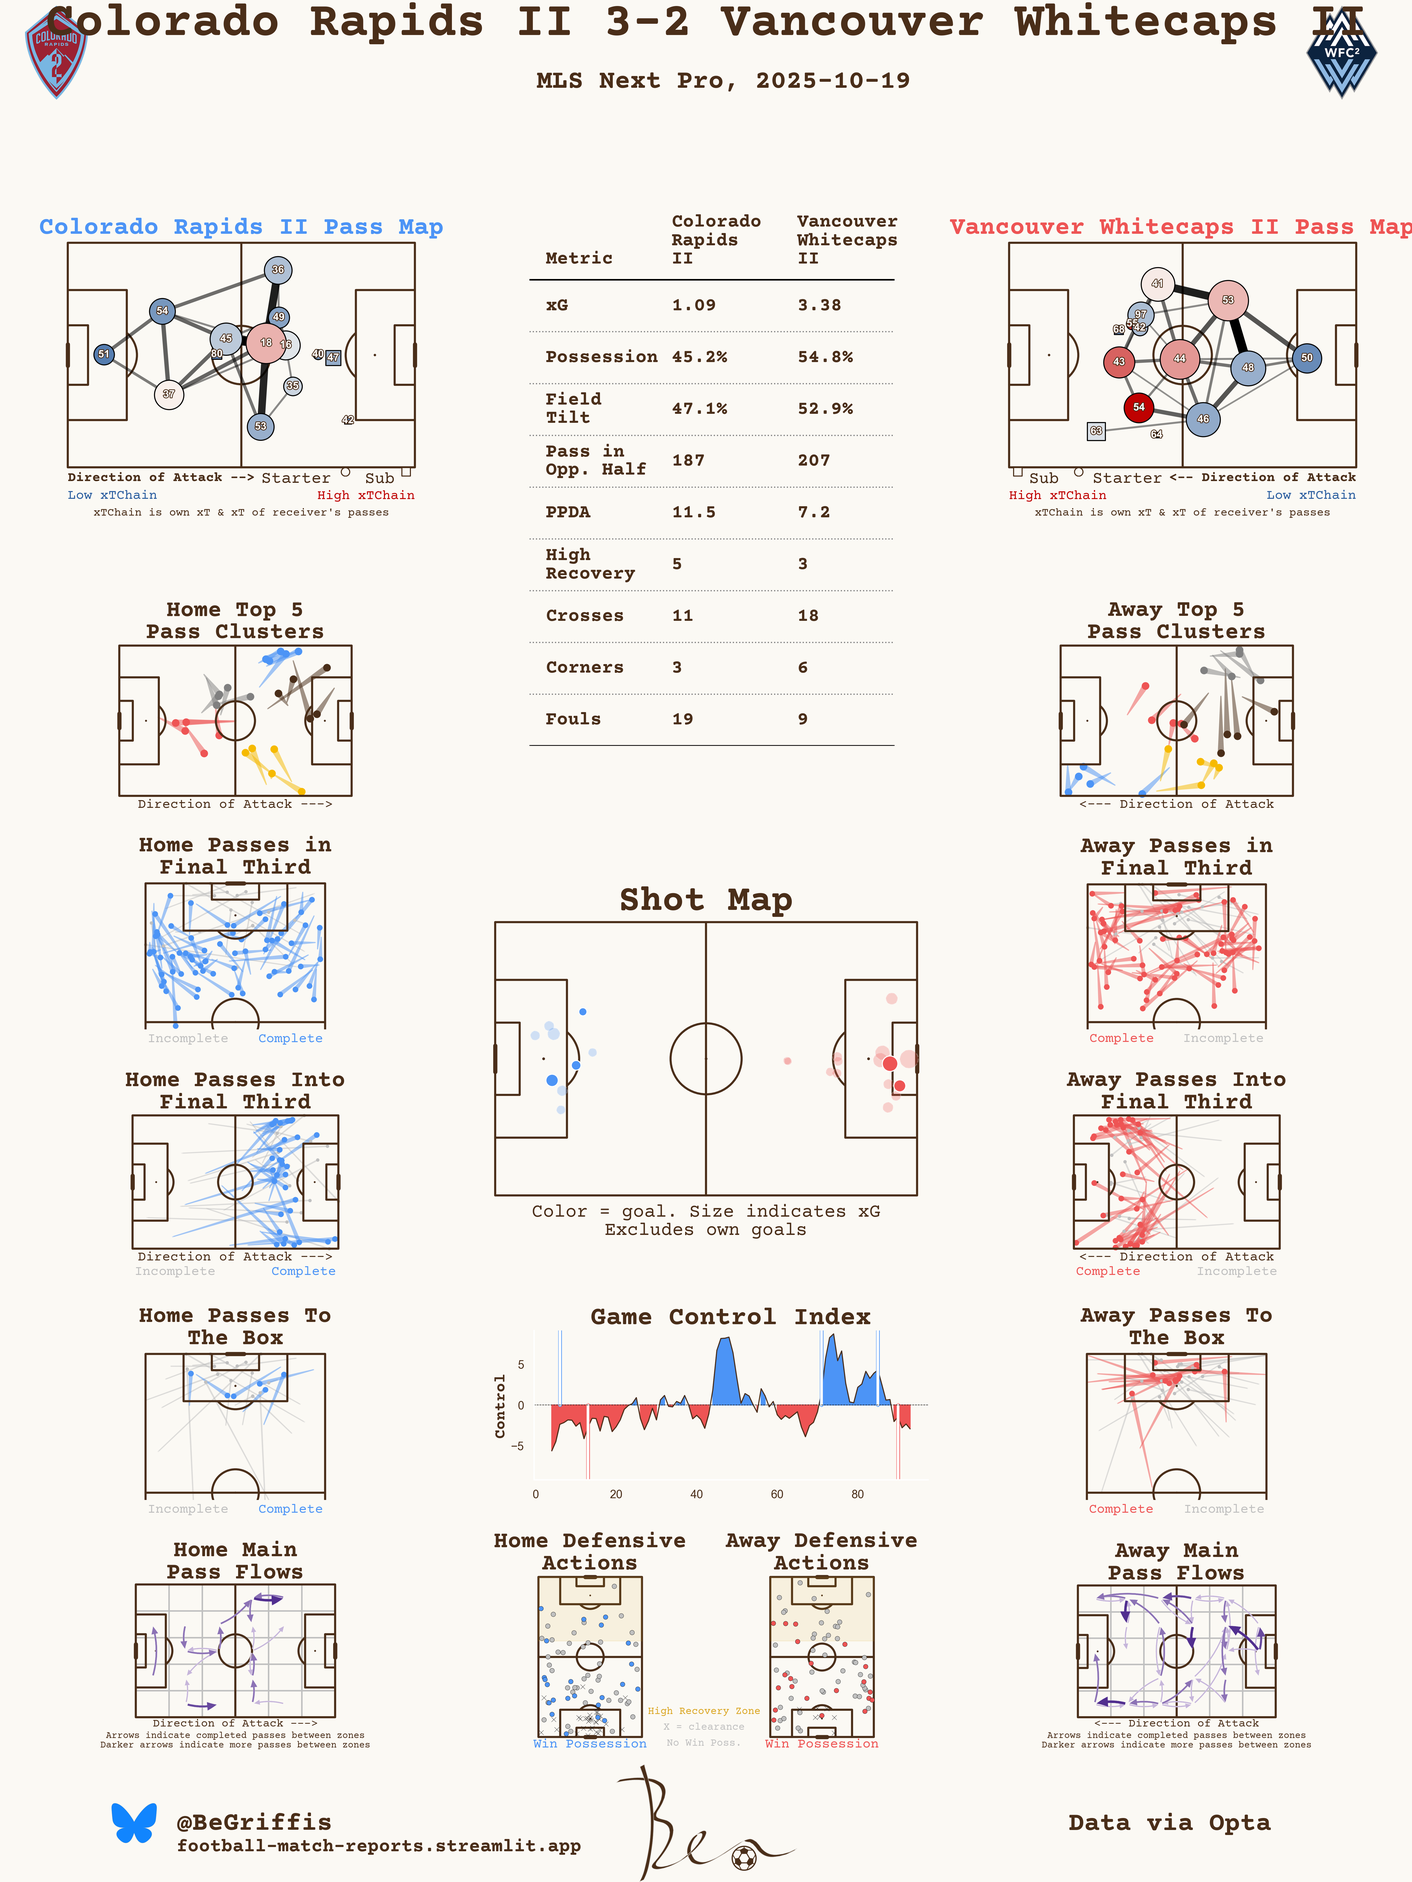 Colorado Rapids II 3-2 Vancouver Whitecaps II
MLS Next Pro, 2025-10-19
COLORADO
RAPIDS
2
WFC²
Colorado Rapids II Pass Map
36
54
49
45
18
16
80
40
47
51
35
37
42
53
Direction of Attack --> Starter Sub
Low xTChain High xTChain
xTChain is own xT & xT of receiver's passes
Metric
Colorado
Rapids
II
Vancouver
Whitecaps
II
xG 1.09 3.38
Possession 45.2% 54.8%
Field
Tilt 47.1% 52.9%
Pass in
Opp. Half 187 207
PPDA 11.5 7.2
High
Recovery 5 3
Crosses 11 18
Corners 3 6
Fouls 19 9
Vancouver Whitecaps II Pass Map
41
53
97
68
42
43
44
48
50
54
46
63
64
Sub Starter <-- Direction of Attack
High xTChain Low xTChain
xTChain is own xT & xT of receiver's passes
Home Top 5
Pass Clusters
Direction of Attack --->
Away Top 5
Pass Clusters
<--- Direction of Attack
Home Passes in
Final Third
Incomplete Complete
Away Passes in
Final Third
Complete Incomplete
Shot Map
Color = goal. Size indicates xG
Excludes own goals
Home Passes Into
Final Third
Direction of Attack --->
Incomplete Complete
Away Passes Into
Final Third
<--- Direction of Attack
Complete Incomplete
Home Passes To
The Box
Incomplete Complete
Game Control Index
Control
5
0
−5
0 20 40 60 80
Away Passes To
The Box
Complete Incomplete
Home Main
Pass Flows
Direction of Attack --->
Arrows indicate completed passes between zones
Darker arrows indicate more passes between zones
Home Defensive
Actions
Win Possession
High Recovery Zone
X = clearance
No Win Poss.
Away Defensive
Actions
Win Possession
Away Main
Pass Flows
<--- Direction of Attack
Arrows indicate completed passes between zones
Darker arrows indicate more passes between zones
@BeGriffis
football-match-reports.streamlit.app
Ben
Data via Opta